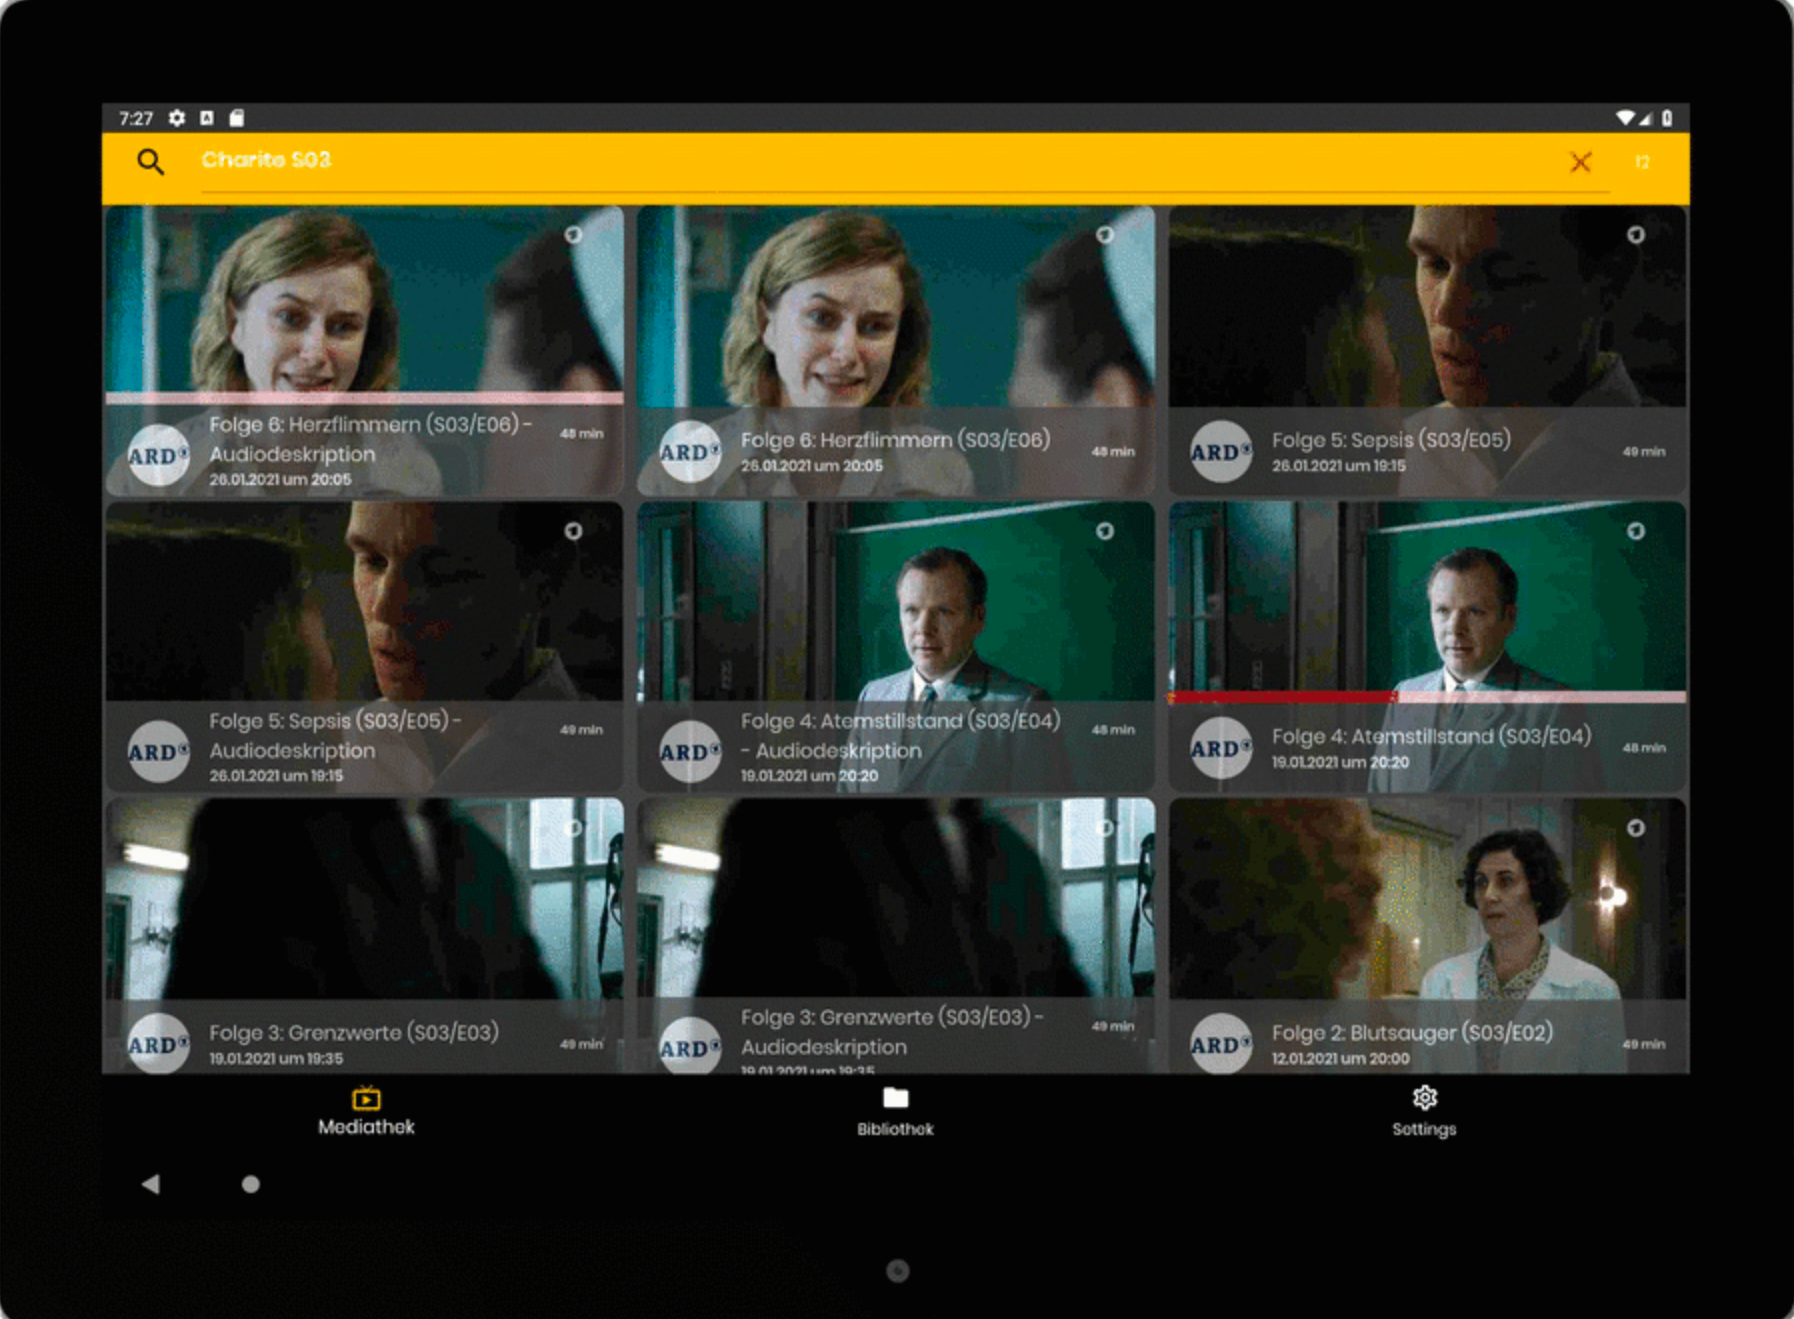 7:27
Charite S03
12
Folge 6: Herzflimmern (S03/E06) -
Audiodeskription
26.01.2021 um 20:05
48 min
ARD
Folge 6: Herzflimmern (S03/E06)
26.01.2021 um 20:05
48 min
ARD
Folge 5: Sepsis (S03/E05)
26.01.2021 um 19:15
49 min
ARD
Folge 5: Sepsis (S03/E05) -
Audiodeskription
26.01.2021 um 19:15
49 min
ARD
Folge 4: Atemstillstand (S03/E04)
- Audiodeskription
19.01.2021 um 20:20
48 min
ARD
Folge 4: Atemstillstand (S03/E04)
19.01.2021 um 20:20
48 min
ARD
Folge 3: Grenzwerte (S03/E03)
19.01.2021 um 19:35
49 min
ARD
Folge 3: Grenzwerte (S03/E03) -
Audiodeskription
19.01.2021 um 19:35
49 min
ARD
Folge 2: Blutsauger (S03/E02)
12.01.2021 um 20:00
49 min
ARD
Mediathek
Bibliothek
Settings